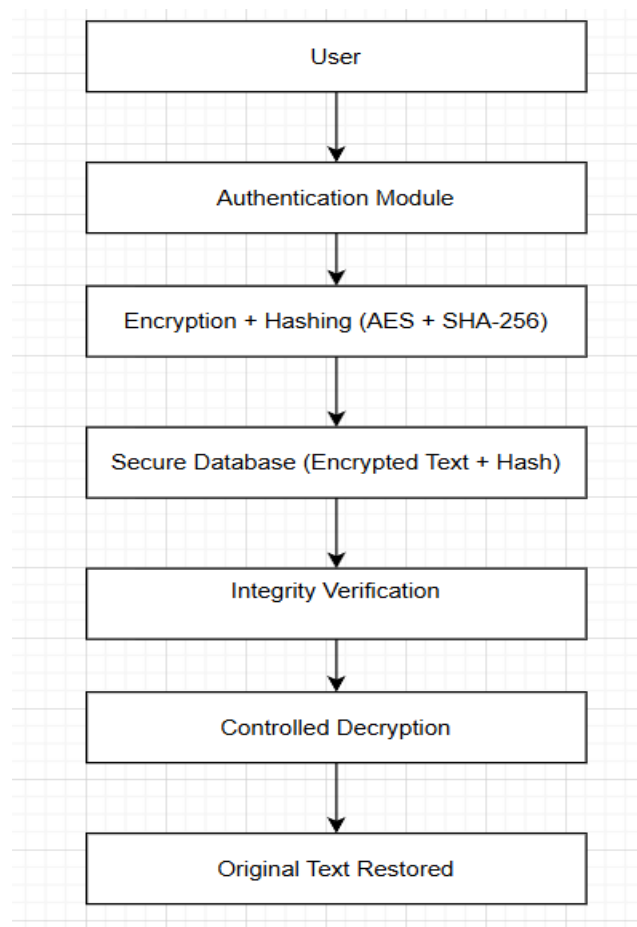 User
Authentication Module
Encryption + Hashing (AES + SHA-256)
Secure Database (Encrypted Text + Hash)
Integrity Verification
Controlled Decryption
Original Text Restored